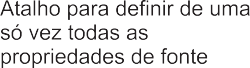 Atalho para definir de uma
só vez todas as
propriedades de fonte